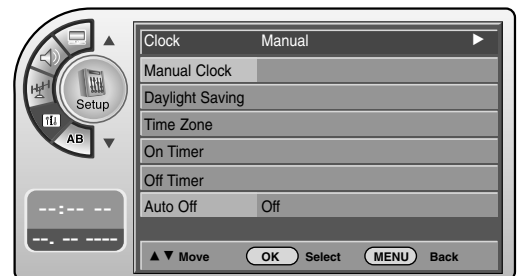 Setup
AB
--:-- --
--. -- ----
Clock Manual ▶
Manual Clock
Daylight Saving
Time Zone
On Timer
Off Timer
Auto Off Off
▲▼ Move OK Select MENU Back